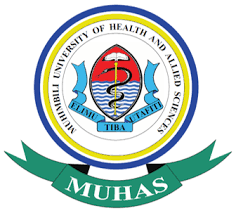 MUHIMBILI UNIVERSITY OF HEALTH AND ALLIED SCIENCES
ELIMU TIBA UTAFITI
MUHAS